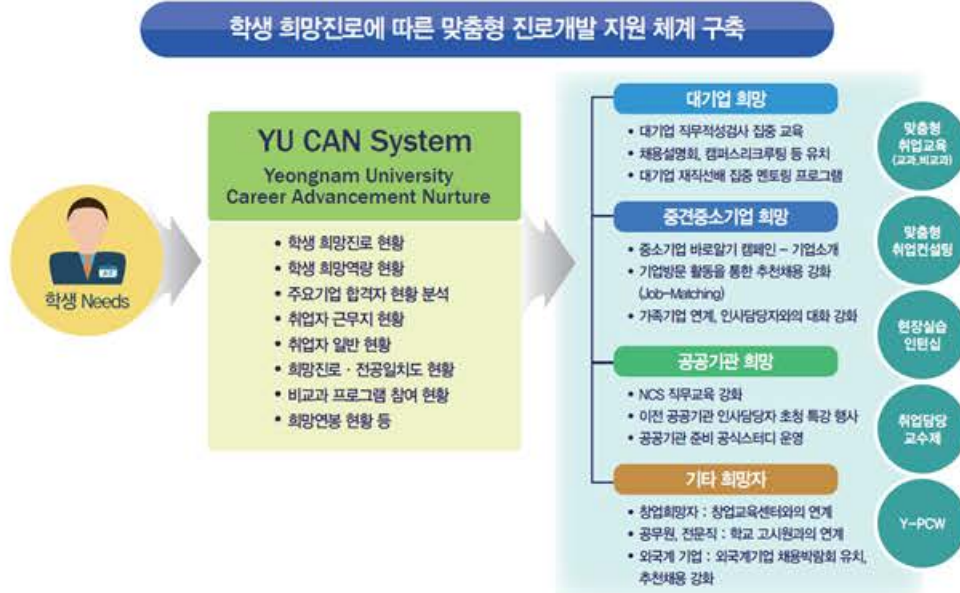 학생 희망진로에 따른 맞춤형 진로개발 지원 체계 구축
학생 Needs
YU CAN System
Yeongnam University
Career Advancement Nurture
• 학생 희망진로 현황
• 학생 희망역량 현황
• 주요기업 합격자 현황 분석
• 취업자 근무지 현황
• 취업자 일반 현황
• 희망진로 · 전공일치도 현황
• 비교과 프로그램 참여 현황
• 희망연봉 현황 등
대기업 희망
• 대기업 직무적성검사 집중 교육
• 채용설명회, 캠퍼스리크루팅 등 유치
• 대기업 재직선배 집중 멘토링 프로그램
중견중소기업 희망
• 중소기업 바로알기 캠페인 – 기업소개
• 기업방문 활동을 통한 추천채용 강화
(Job-Matching)
• 가족기업 연계, 인사담당자와의 대화 강화
공공기관 희망
• NCS 직무교육 강화
• 이전 공공기관 인사담당자 초청 특강 행사
• 공공기관 준비 공식스터디 운영
기타 희망자
• 창업희망자 : 창업교육센터와의 연계
• 공무원, 전문직 : 학교 고시원과의 연계
• 외국계 기업 : 외국계기업 채용박람회 유치,
추천채용 강화
맞춤형
취업교육
(교과,비교과)
맞춤형
취업컨설팅
현장실습
인턴십
취업담당
교수제
Y-PCW